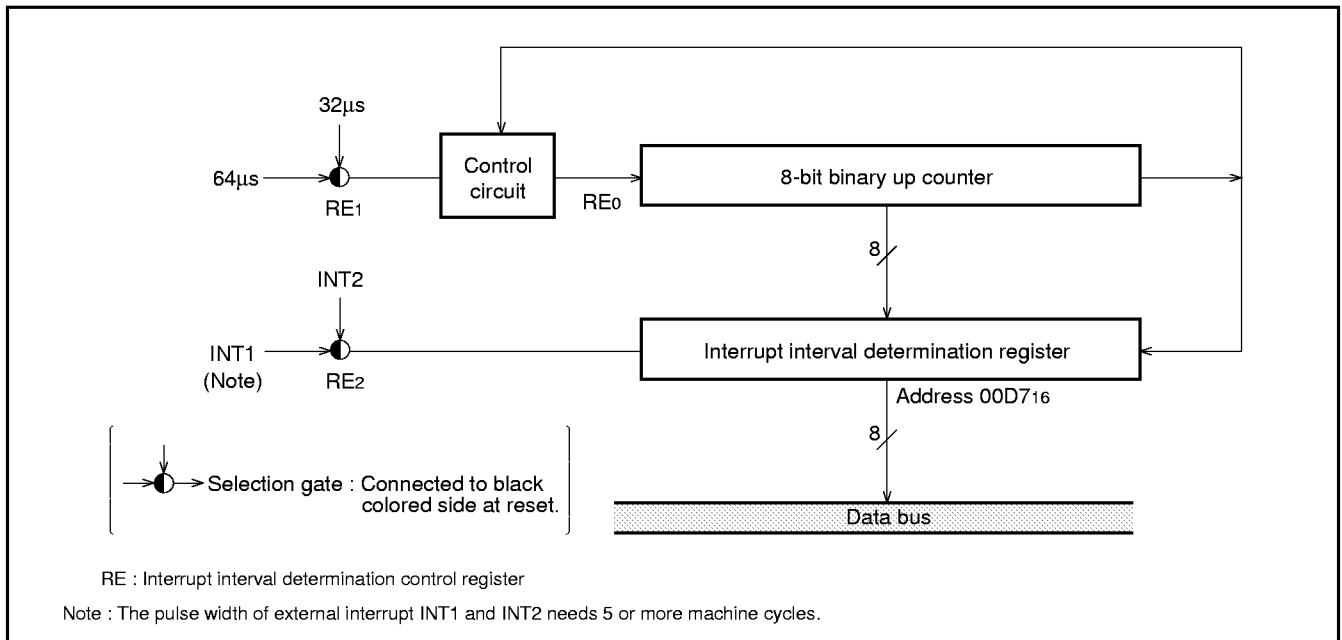 32μs
64μs
RE1
Control
circuit
RE0
8-bit binary up counter
8
INT2
INT1
(Note)
RE2
Interrupt interval determination register
Address 00D716
8
Selection gate : Connected to black
colored side at reset.
Data bus
RE : Interrupt interval determination control register
Note : The pulse width of external interrupt INT1 and INT2 needs 5 or more machine cycles.